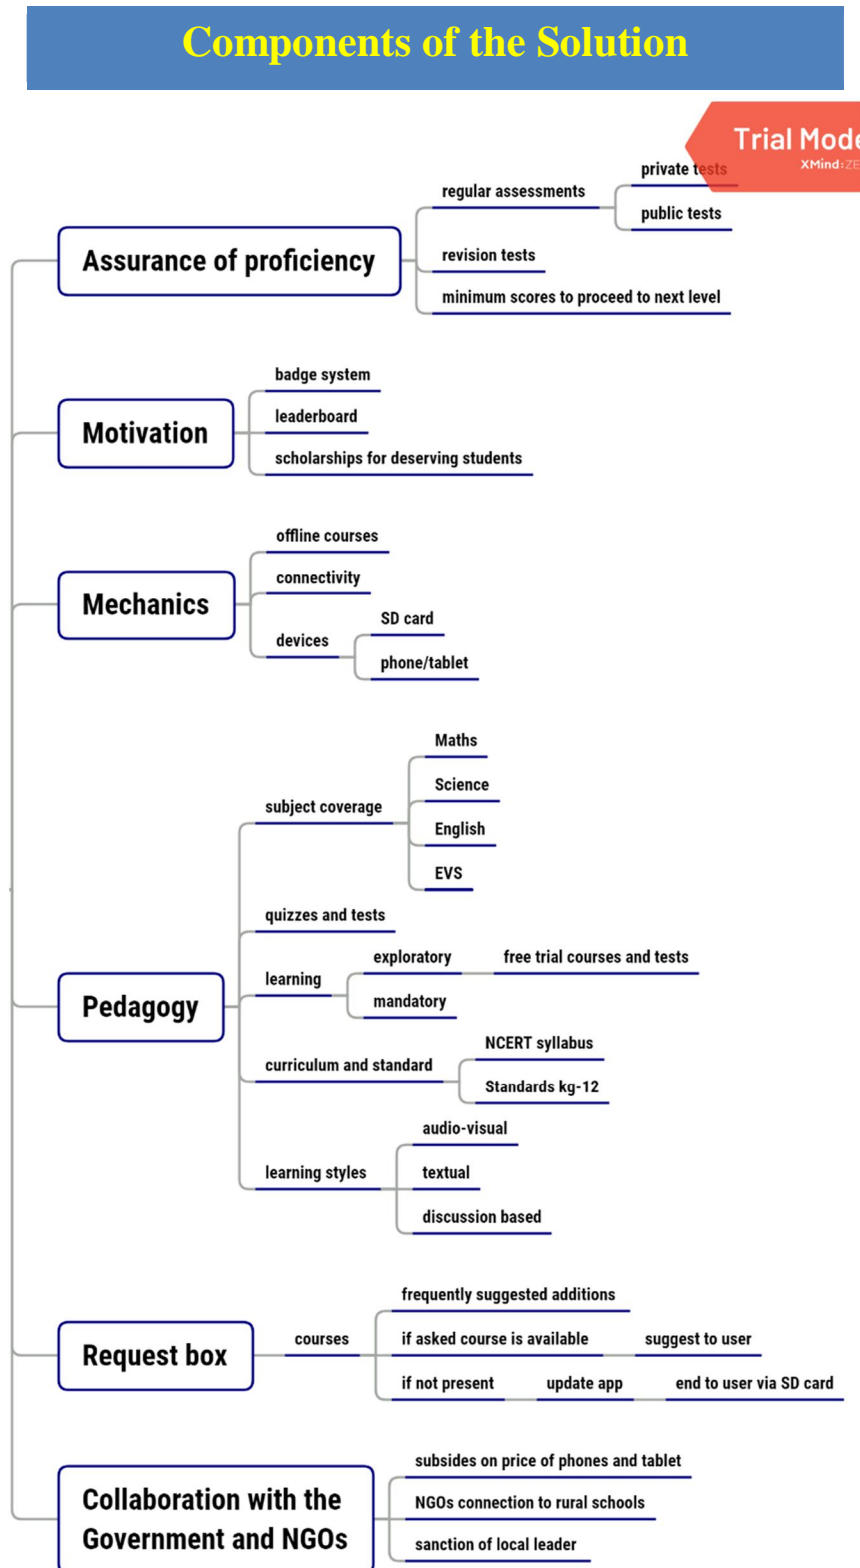 Components of the Solution
Trial Mode
XMind:ZE
private tests
regular assessments
public tests
Assurance of proficiency
revision tests
minimum scores to proceed to next level
badge system
Motivation
leaderboard
scholarships for deserving students
offline courses
connectivity
Mechanics
SD card
devices
phone/tablet
Maths
Science
subject coverage
English
EVS
quizzes and tests
exploratory
free trial courses and tests
learning
mandatory
Pedagogy
NCERT syllabus
curriculum and standard
Standards kg-12
audio-visual
learning styles
textual
discussion based
frequently suggested additions
Request box
courses
if asked course is available
suggest to user
if not present
update app
end to user via SD card
subsides on price of phones and tablet
Collaboration with the
Government and NGOs
NGOs connection to rural schools
sanction of local leader